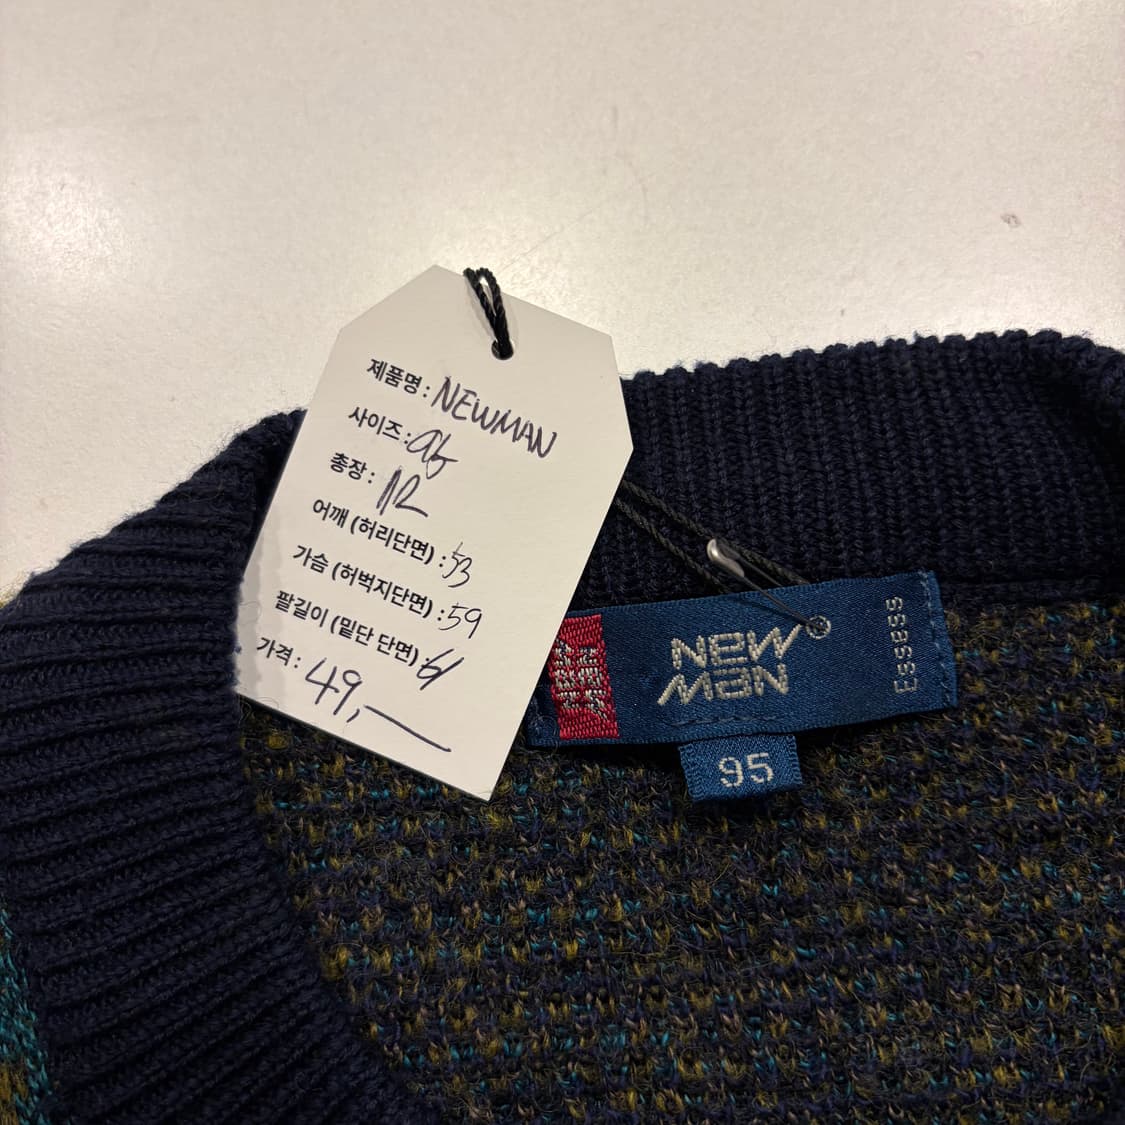 제품명 : NEWMAN
사이즈 : 95
총장 : 72
어깨 (허리단면) : 53
가슴 (허벅지단면) : 59
팔길이 (밑단 단면) 61
가격 : 49,—
NEW
MAN®
ESSESS
95